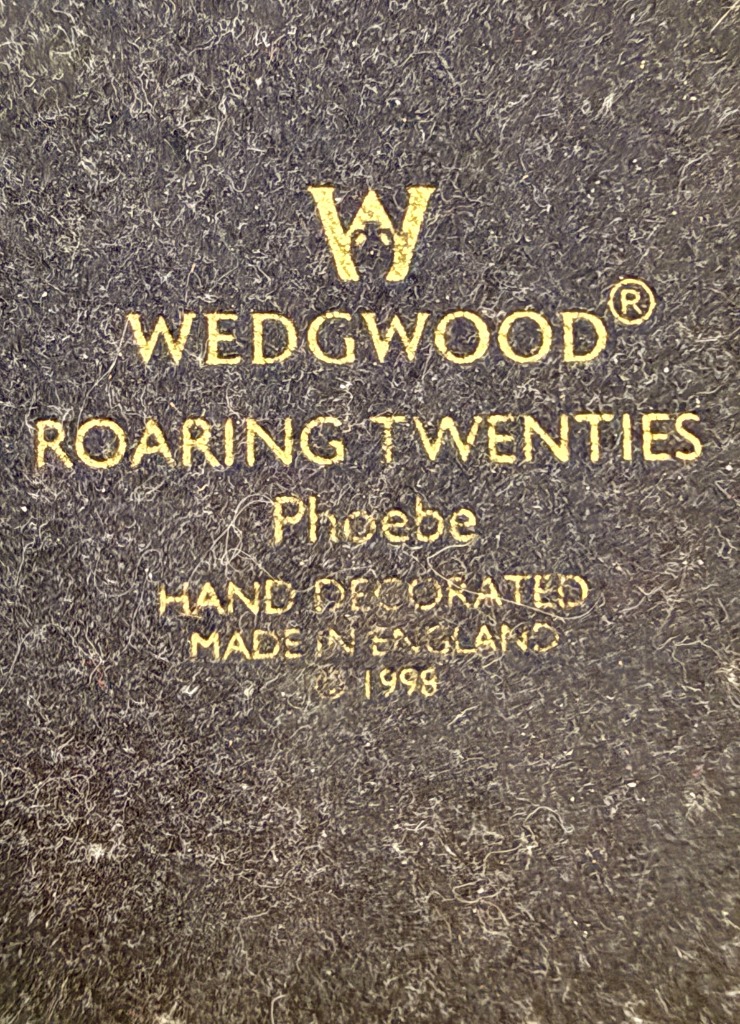 W
WEDGWOOD®
ROARING TWENTIES
Phoebe
HAND DECORATED
MADE IN ENGLAND
© 1998